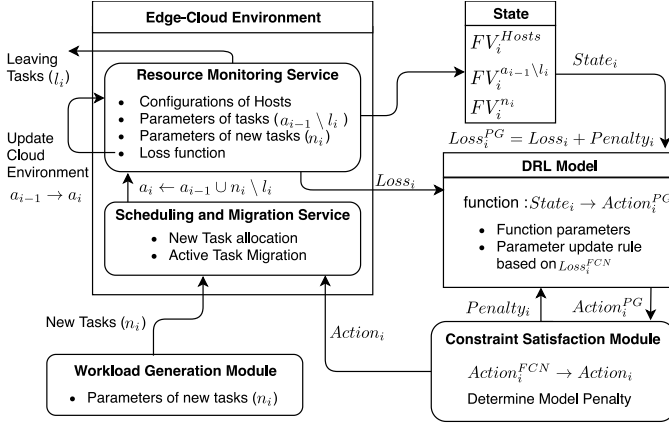 Edge-Cloud Environment
Leaving
Tasks (l_i)
Resource Monitoring Service
• Configurations of Hosts
• Parameters of tasks (a_{i-1} \ l_i)
• Parameters of new tasks (n_i)
• Loss function
Update
Cloud
Environment
a_{i-1} → a_i
a_i ← a_{i-1} ∪ n_i \ l_i
Scheduling and Migration Service
• New Task allocation
• Active Task Migration
New Tasks (n_i)
Workload Generation Module
• Parameters of new tasks (n_i)
State
FV_i^{Hosts}
FV_i^{a_{i-1} \ l_i}
FV_i^{n_i}
State_i
Loss_i^{PG} = Loss_i + Penalty_i
Loss_i
DRL Model
function : State_i → Action_i^{PG}
• Function parameters
• Parameter update rule
based on Loss_i^{FCN}
Penalty_i
Action_i^{PG}
Action_i
Constraint Satisfaction Module
Action_i^{FCN} → Action_i
Determine Model Penalty